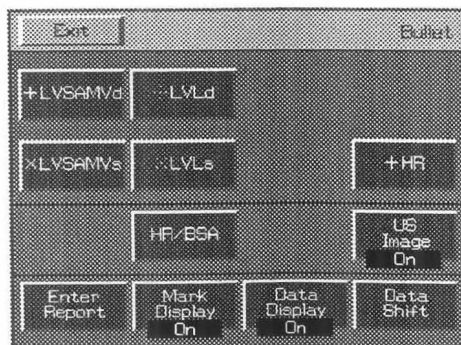 Exit Bullet
+LVSAMVd ⁘LVLd
×LVSAMVs ※LVLs +HR
HR/BSA US
Image
On
Enter Mark Data Data
Report Display Display Shift
On On